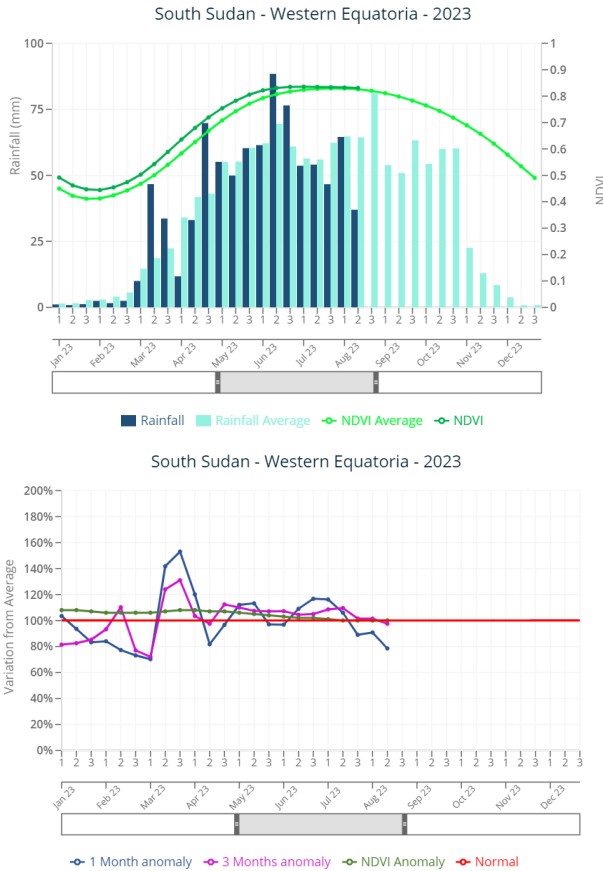 South Sudan - Western Equatoria - 2023
100
75
50
25
0
Rainfall (mm)
1
0.9
0.8
0.7
0.6
0.5
0.4
0.3
0.2
0.1
0
NDVI
1 2 3 1 2 3 1 2 3 1 2 3 1 2 3 1 2 3 1 2 3 1 2 3 1 2 3 1 2 3 1 2 3 1 2 3
Jan 23 Feb 23 Mar 23 Apr 23 May 23 Jun 23 Jul 23 Aug 23 Sep 23 Oct 23 Nov 23 Dec 23
Rainfall Rainfall Average NDVI Average NDVI
South Sudan - Western Equatoria - 2023
200%
180%
160%
140%
120%
100%
80%
60%
40%
20%
0%
Variation from Average
1 2 3 1 2 3 1 2 3 1 2 3 1 2 3 1 2 3 1 2 3 1 2 3 1 2 3 1 2 3 1 2 3 1 2 3
Jan 23 Feb 23 Mar 23 Apr 23 May 23 Jun 23 Jul 23 Aug 23 Sep 23 Oct 23 Nov 23 Dec 23
1 Month anomaly 3 Months anomaly NDVI Anomaly Normal